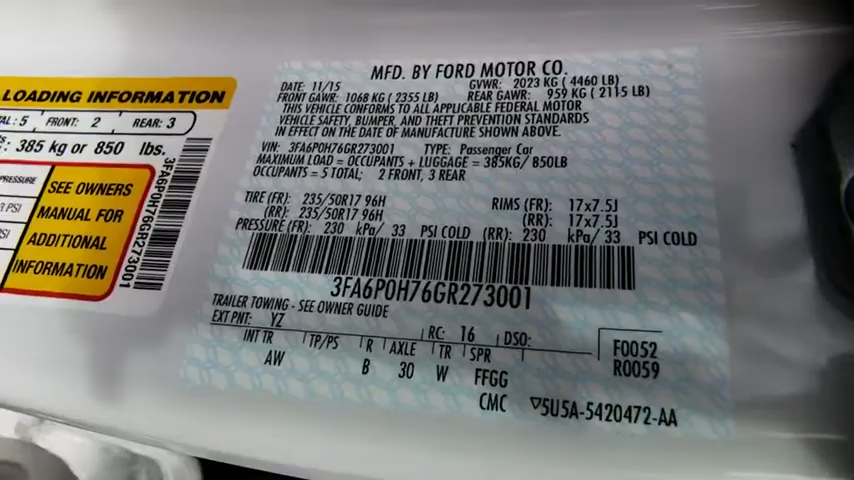 LOADING INFORMATION
TAL: 5 FRONT: 2 REAR: 3
: 385 kg or 850 lbs.
PRESSURE
3 PSI
SI
SEE OWNERS
MANUAL FOR
ADDITIONAL
INFORMATION
3FA6P0H76GR273001
MFD. BY FORD MOTOR CO.
DATE: 11/15 GVWR: 2023 KG ( 4460 LB)
FRONT GAWR: 1068 KG ( 2355 LB) REAR GAWR: 959 KG ( 2115 LB)
THIS VEHICLE CONFORMS TO ALL APPLICABLE FEDERAL MOTOR
VEHICLE SAFETY, BUMPER, AND THEFT PREVENTION STANDARDS
IN EFFECT ON THE DATE OF MANUFACTURE SHOWN ABOVE.
VIN: 3FA6P0H76GR273001 TYPE: Passenger Car
MAXIMUM LOAD = OCCUPANTS + LUGGAGE = 385KG/ 850LB
OCCUPANTS = 5 TOTAL; 2 FRONT, 3 REAR
TIRE (FR): 235/50R17 96H RIMS (FR): 17x7.5J
(RR): 235/50R17 96H (RR): 17x7.5J
PRESSURE (FR): 230 kPa/ 33 PSI COLD (RR): 230 kPa/ 33 PSI COLD
3FA6P0H76GR273001
TRAILER TOWING - SEE OWNER GUIDE
EXT PNT: YZ RC: 16 DSO: F0052
INT TR TP/PS R AXLE TR SPR R0059
AW B 30 W FFGG
CMC ▽5U5A-5420472-AA